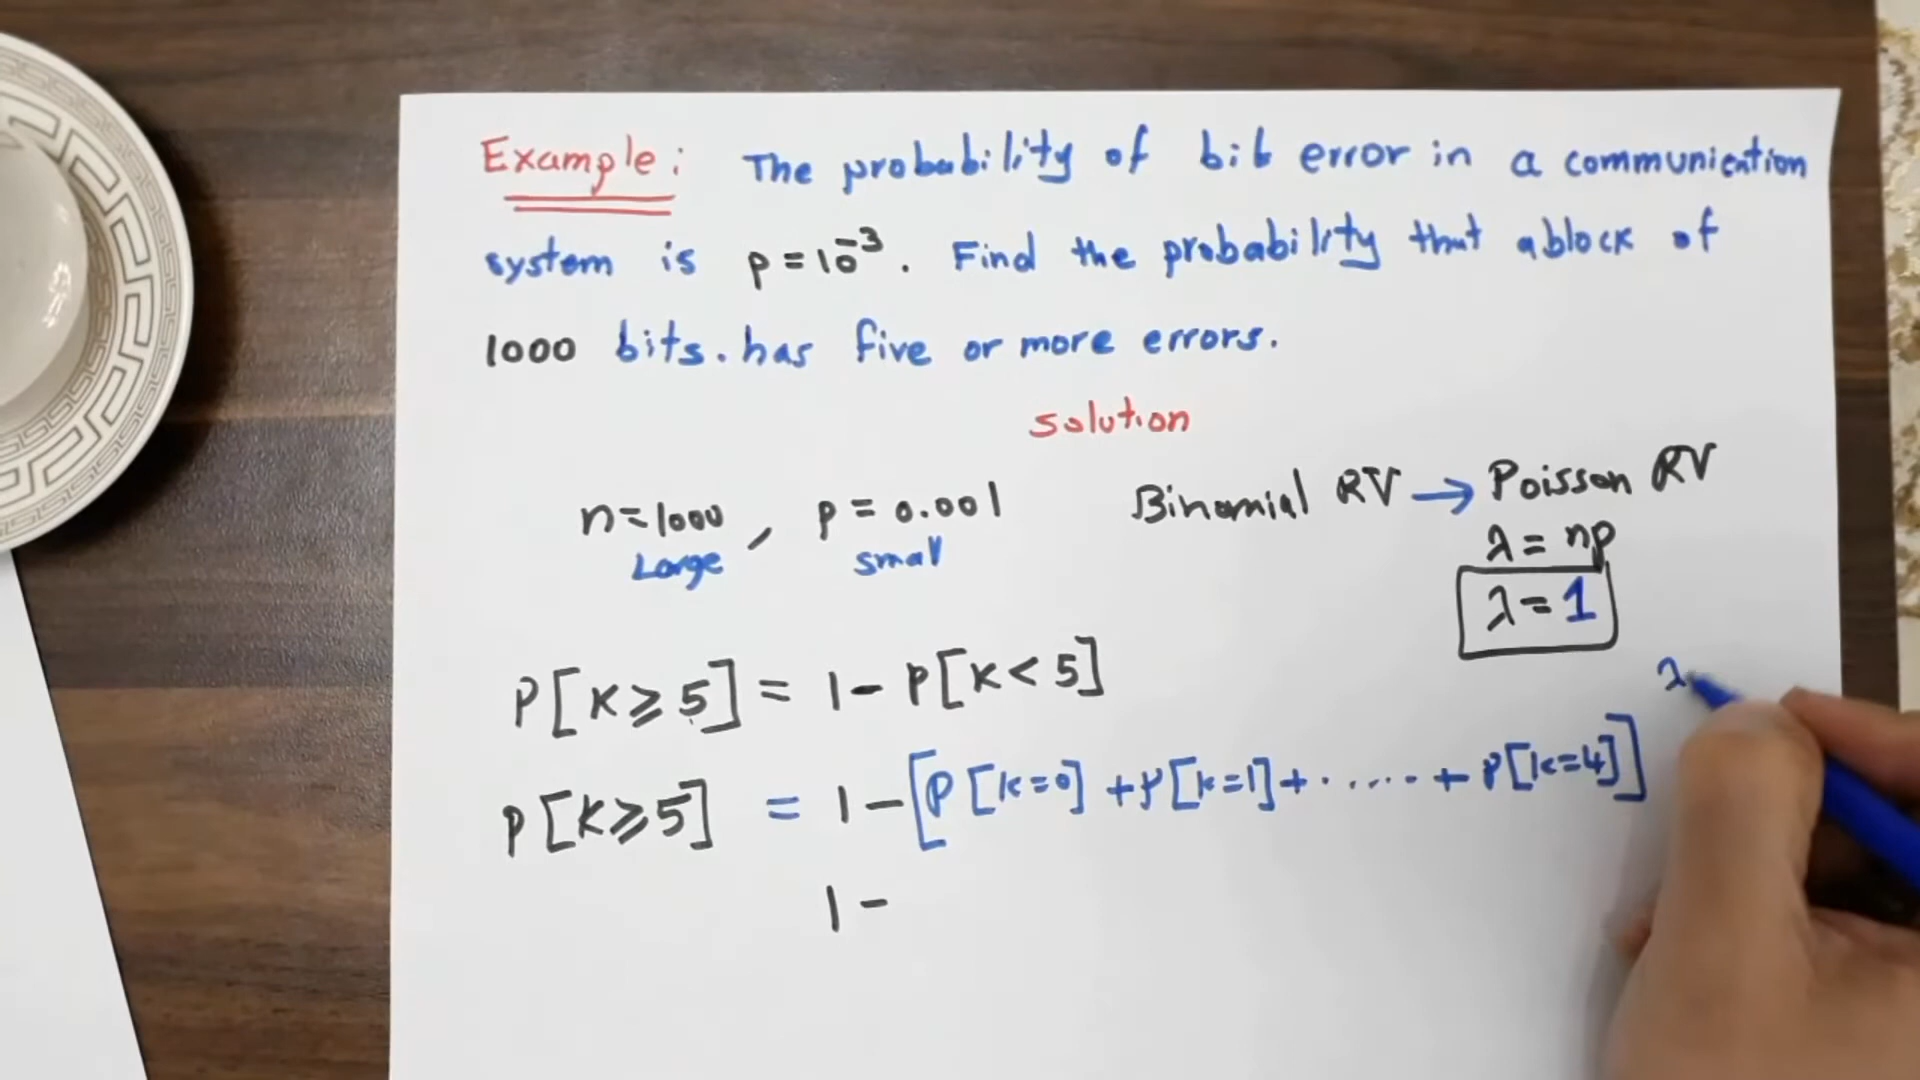 Example: The probability of bit error in a communiention
system is p = 10⁻³. Find the probability that a block of
1000 bits. has five or more errors.
solution
n=1000 , p = 0.001 Binomial RV → Poisson RV
Large small λ = np
λ = 1
P[K ≥ 5] = 1 - P[K < 5]
λ
P[K ≥ 5] = 1 - [P[k=0] + P[k=1] + ..... + P[k=4]]
1 -